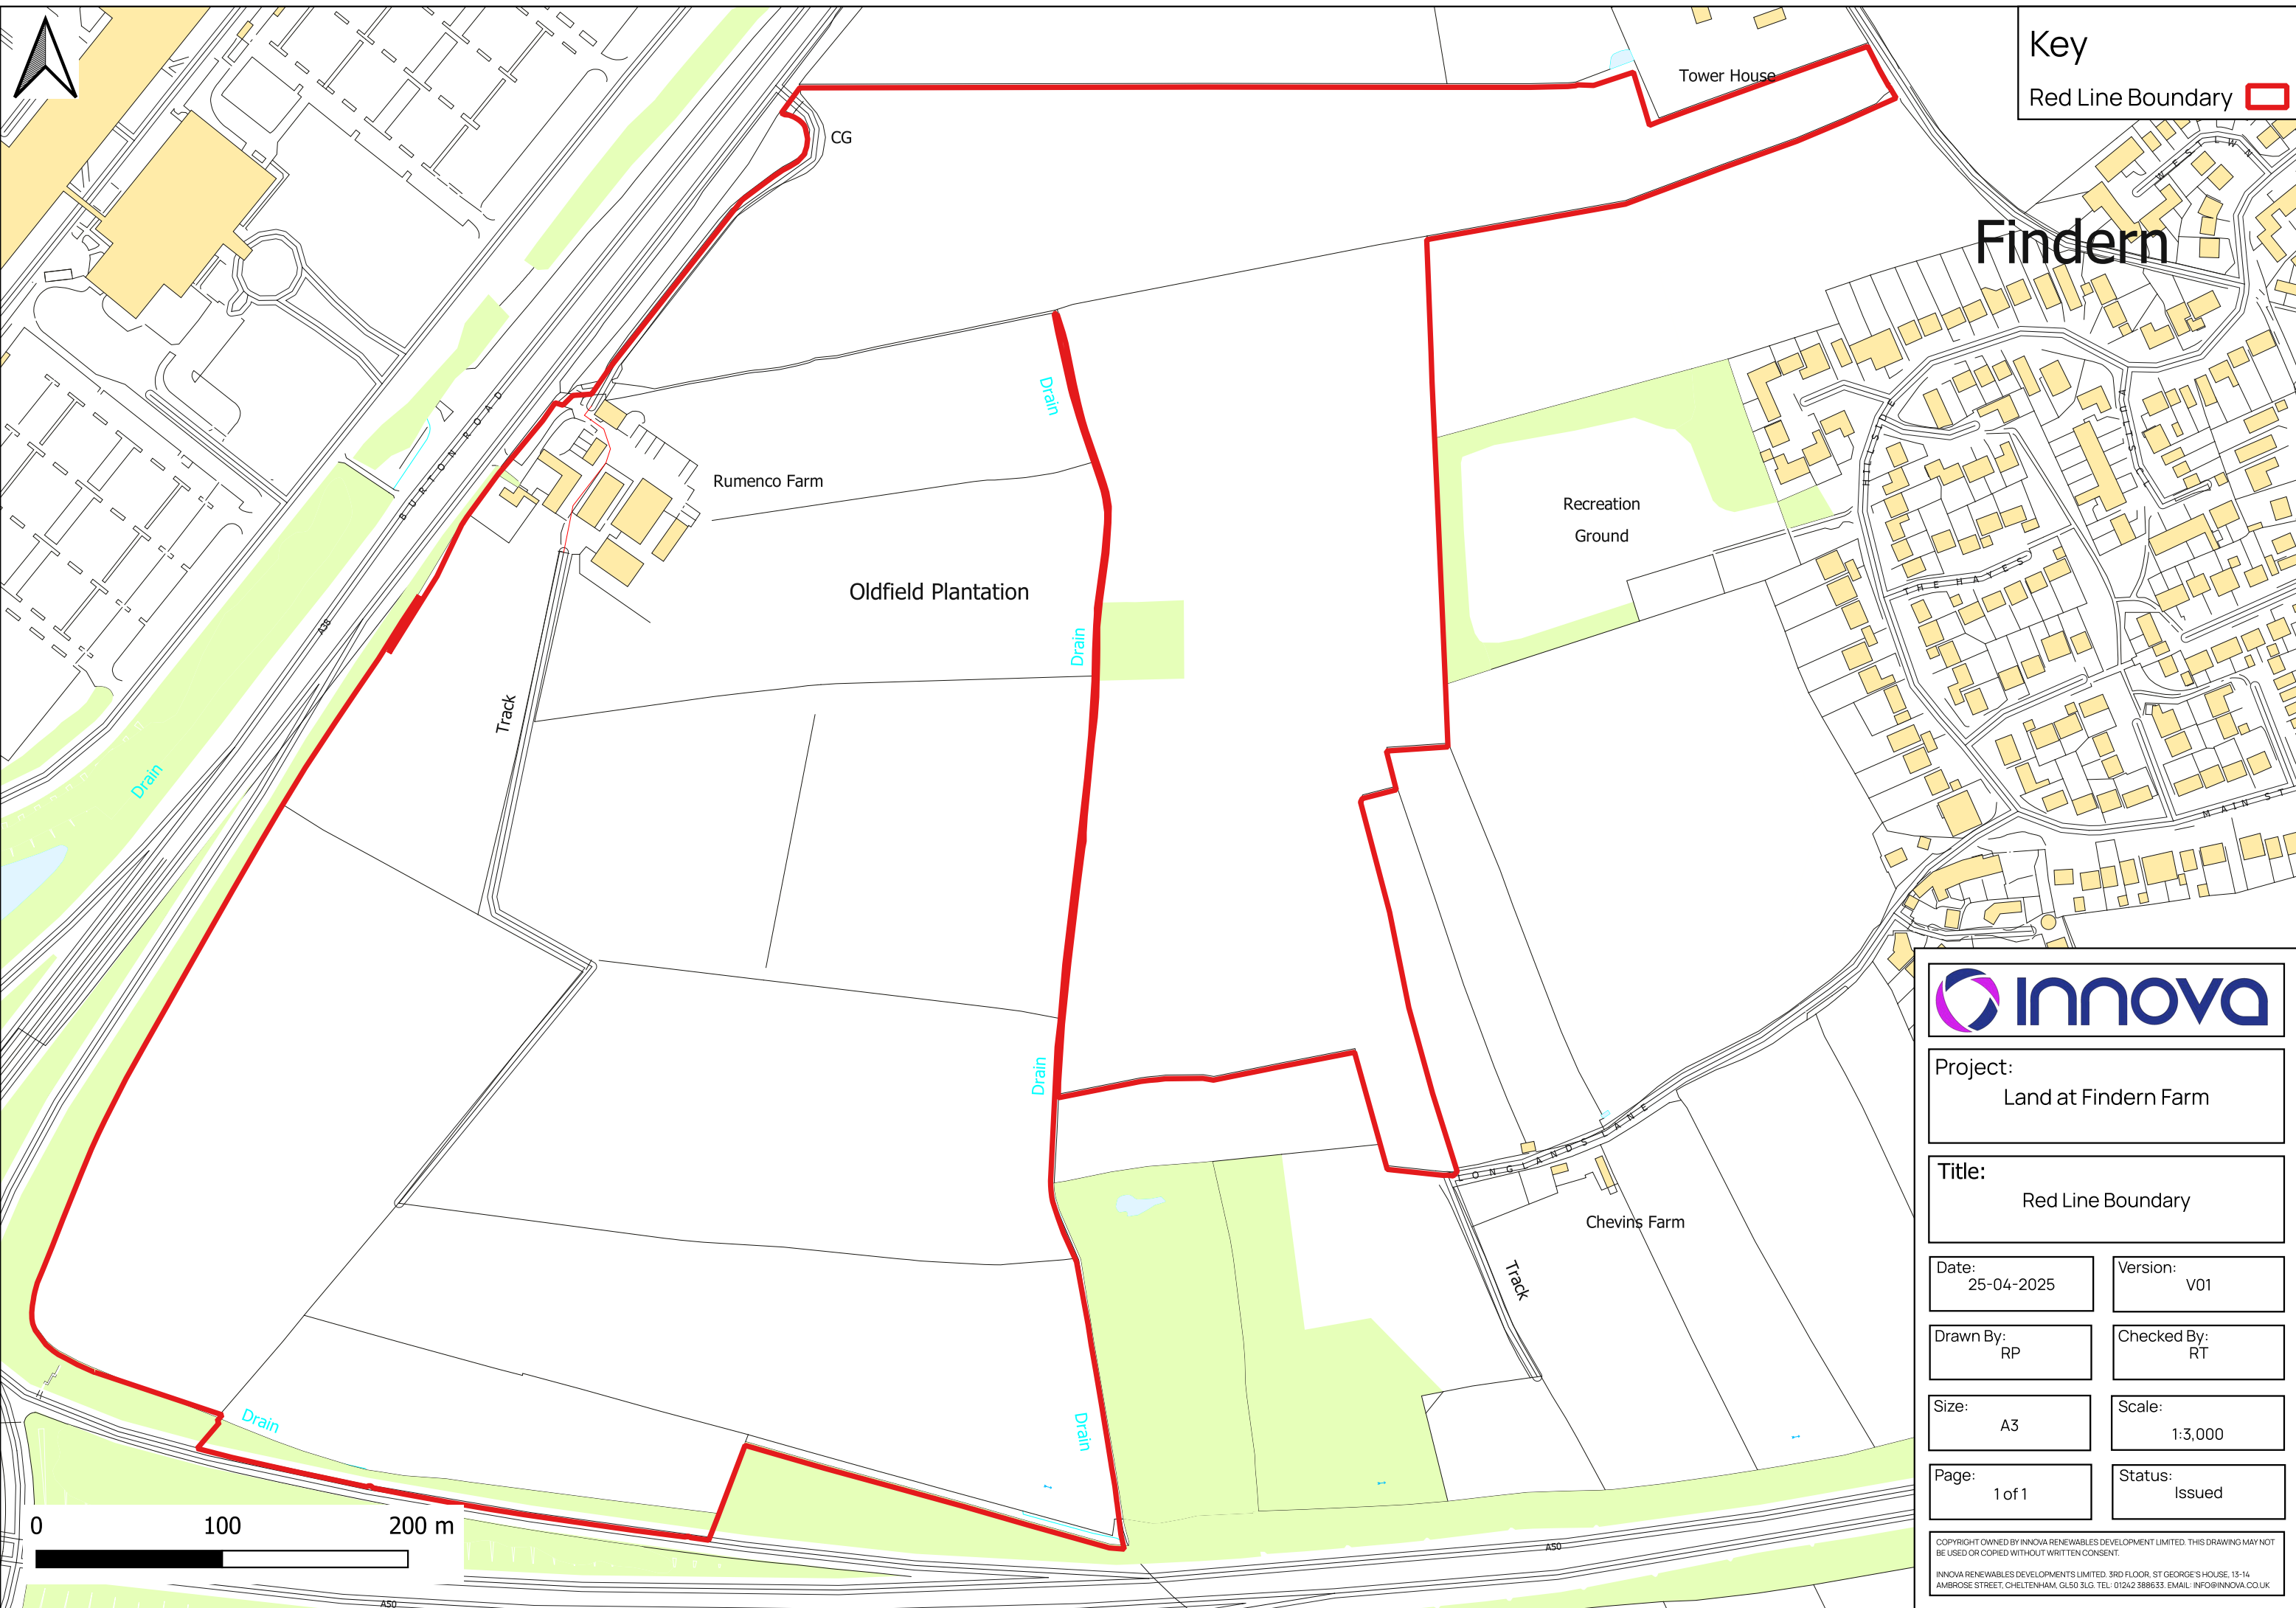 Key
Red Line Boundary
Tower House
CG
WEST LWN
Findern
Drain
BURTON ROAD
AULT'S CL
HILLSIDE
Rumenco Farm
Recreation
Ground
THE HAYES
Oldfield Plantation
A38
Drain
Track
Drain
MAIN ST
innova
Project:
Land at Findern Farm
Drain
LONGLANDS LANE
Title:
Red Line Boundary
Chevins Farm
Track
Date:
25-04-2025
Version:
V01
Drawn By:
RP
Checked By:
RT
Size:
A3
Scale:
1:3,000
Drain
Drain
Page:
1 of 1
Status:
Issued
0 100 200 m
A50
A50
COPYRIGHT OWNED BY INNOVA RENEWABLES DEVELOPMENT LIMITED. THIS DRAWING MAY NOT
BE USED OR COPIED WITHOUT WRITTEN CONSENT.
INNOVA RENEWABLES DEVELOPMENTS LIMITED. 3RD FLOOR, ST GEORGE'S HOUSE, 13-14
AMBROSE STREET, CHELTENHAM, GL50 3LG. TEL: 01242 388633. EMAIL: INFO@INNOVA.CO.UK